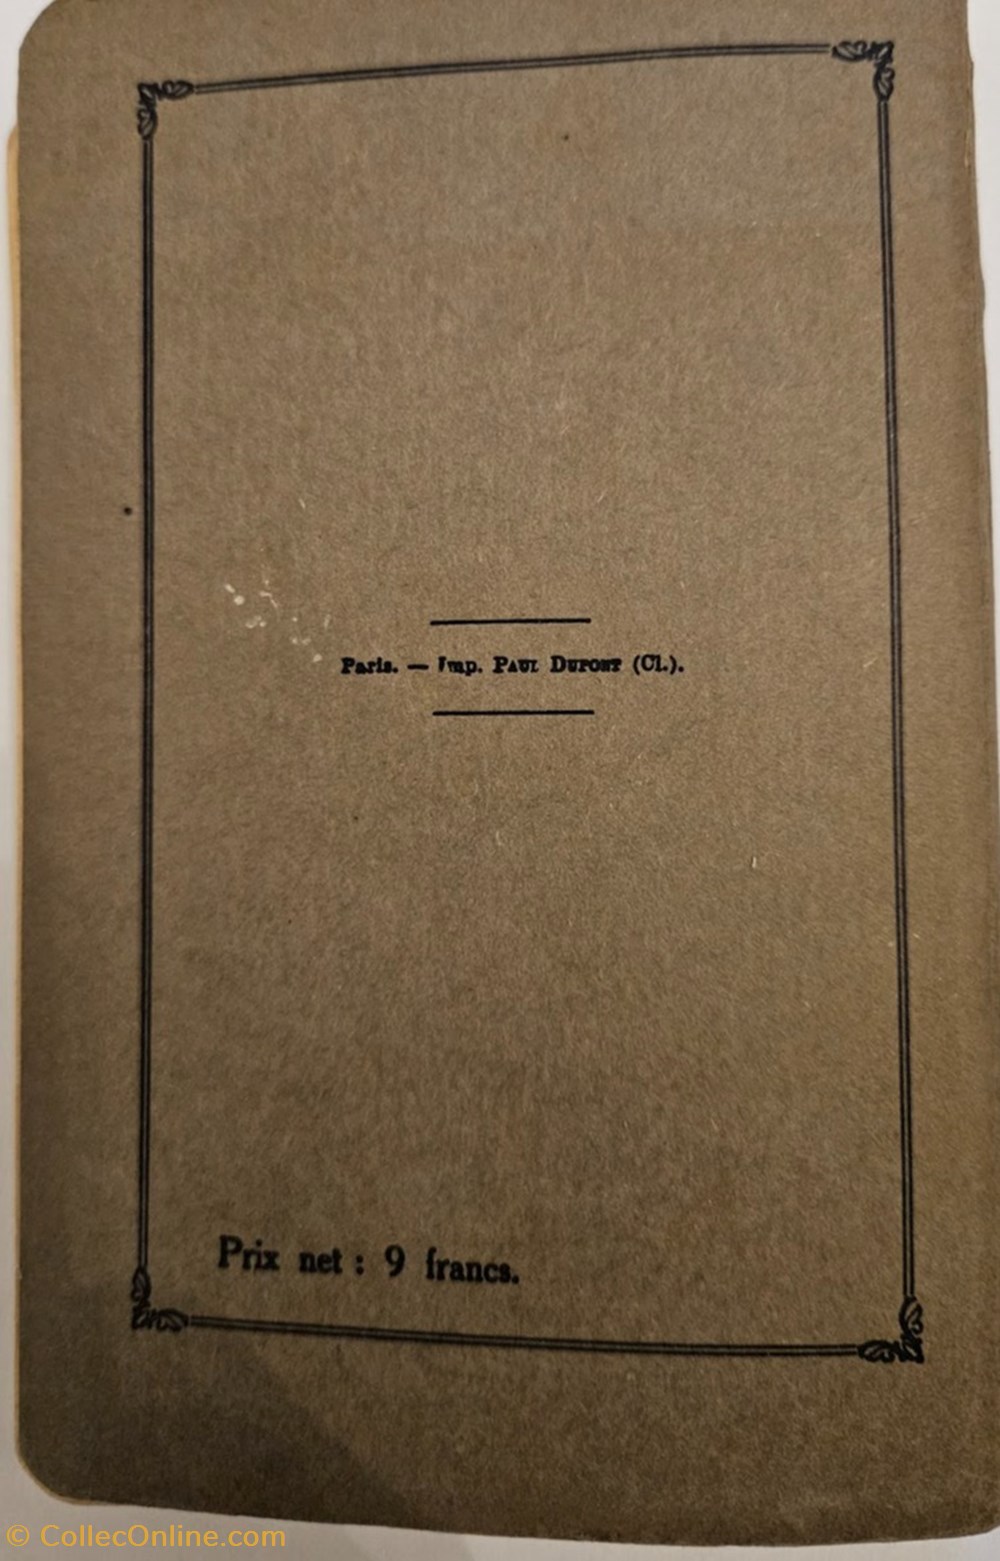 Paris. — Imp. PAUL DUPONT (Cl.).
Prix net : 9 francs.
© CollecOnline.com